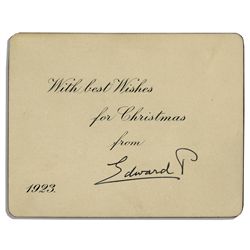 With best Wishes
for Christmas
from
Edward P
1923.